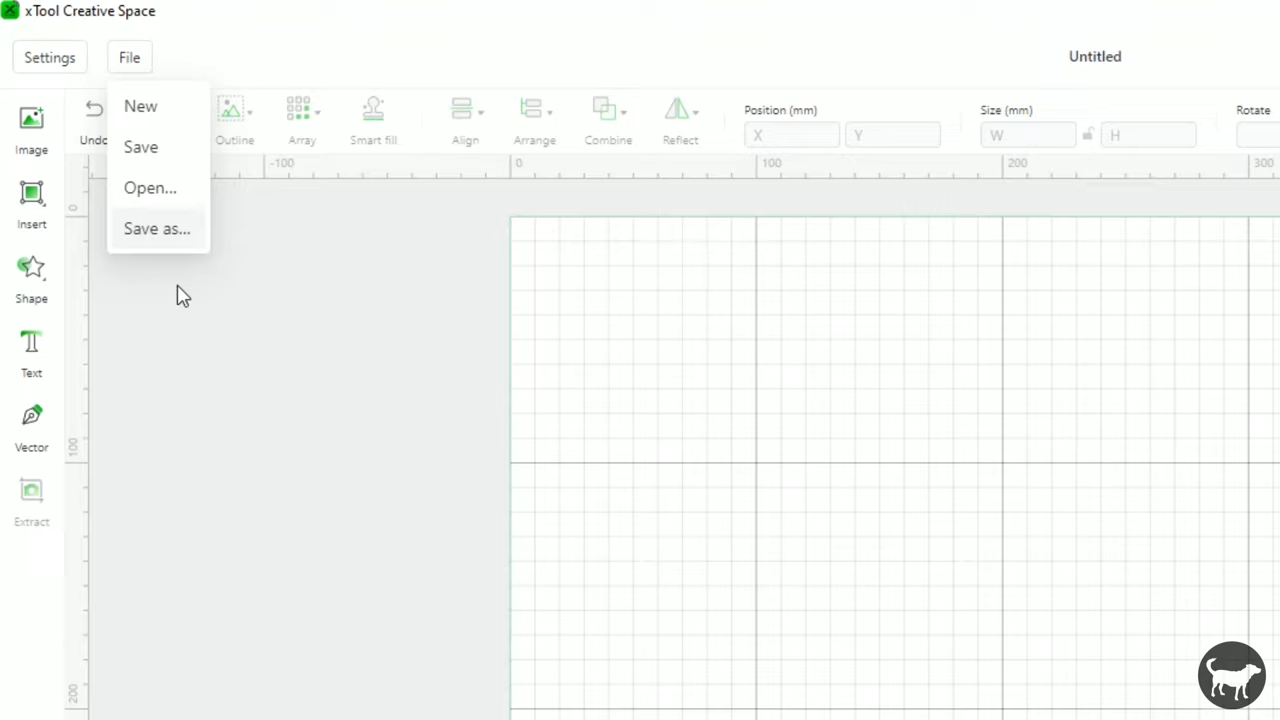 xTool Creative Space
Settings
File
Untitled
New
Save
Open...
Save as...
Undo
Outline
Array
Smart fill
Align
Arrange
Combine
Reflect
Position (mm)
X
Y
Size (mm)
W
H
Rotate
-100
0
100
200
300
0
100
200
Image
Insert
Shape
Text
Vector
Extract